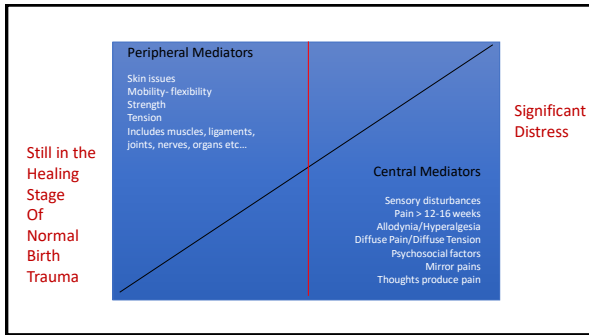 Peripheral Mediators
Skin issues
Mobility- flexibility
Strength
Tension
Includes muscles, ligaments,
joints, nerves, organs etc…
Still in the
Healing
Stage
Of
Normal
Birth
Trauma
Significant
Distress
Central Mediators
Sensory disturbances
Pain > 12-16 weeks
Allodynia/Hyperalgesia
Diffuse Pain/Diffuse Tension
Psychosocial factors
Mirror pains
Thoughts produce pain